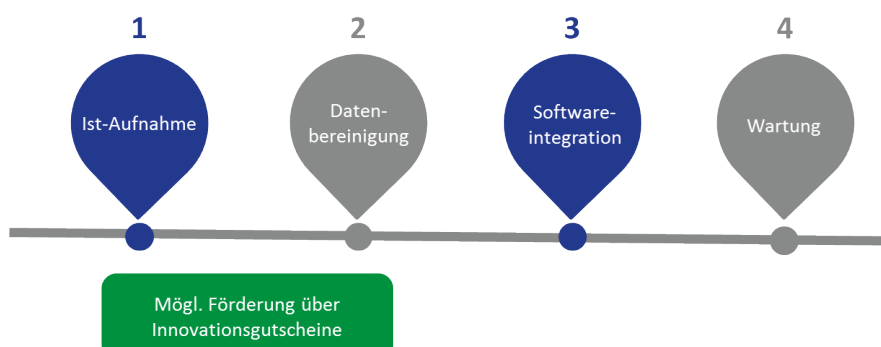 1
2
3
4
Ist-Aufnahme
Daten-
bereinigung
Software-
integration
Wartung
Mögl. Förderung über
Innovationsgutscheine